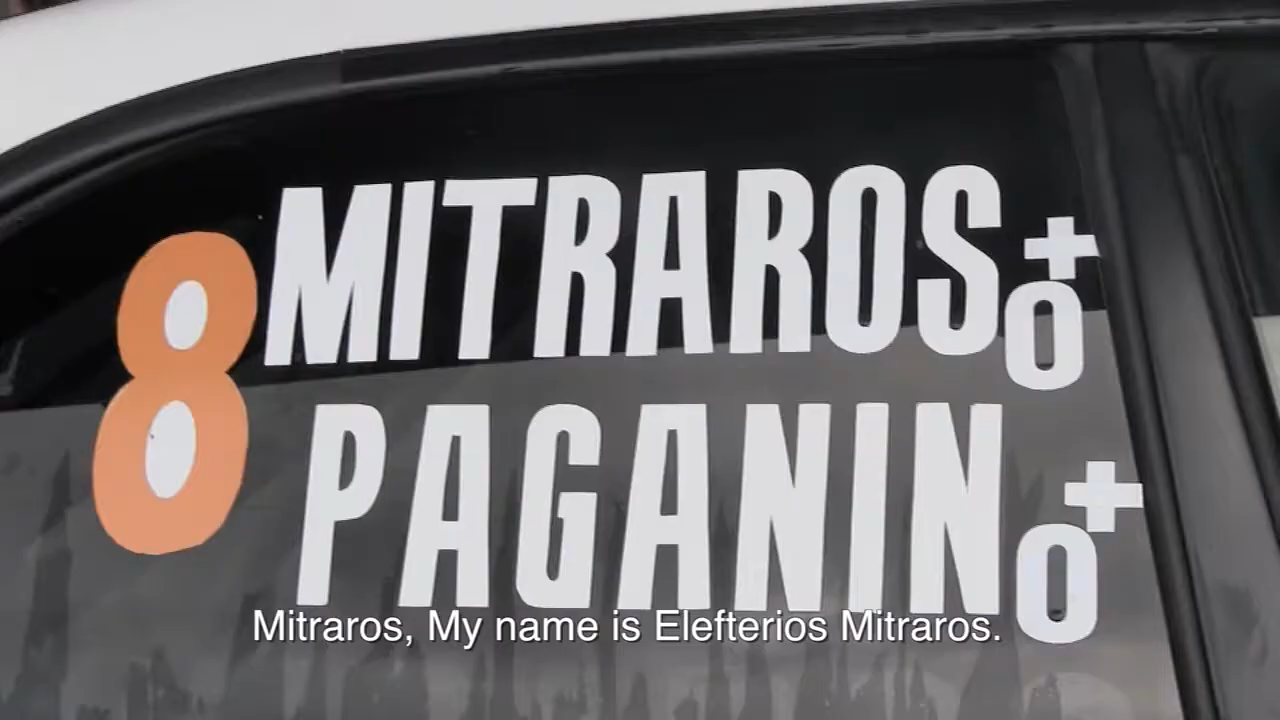 8 MITRAROS O+
PAGANIN O+
Mitraros, My name is Elefterios Mitraros.